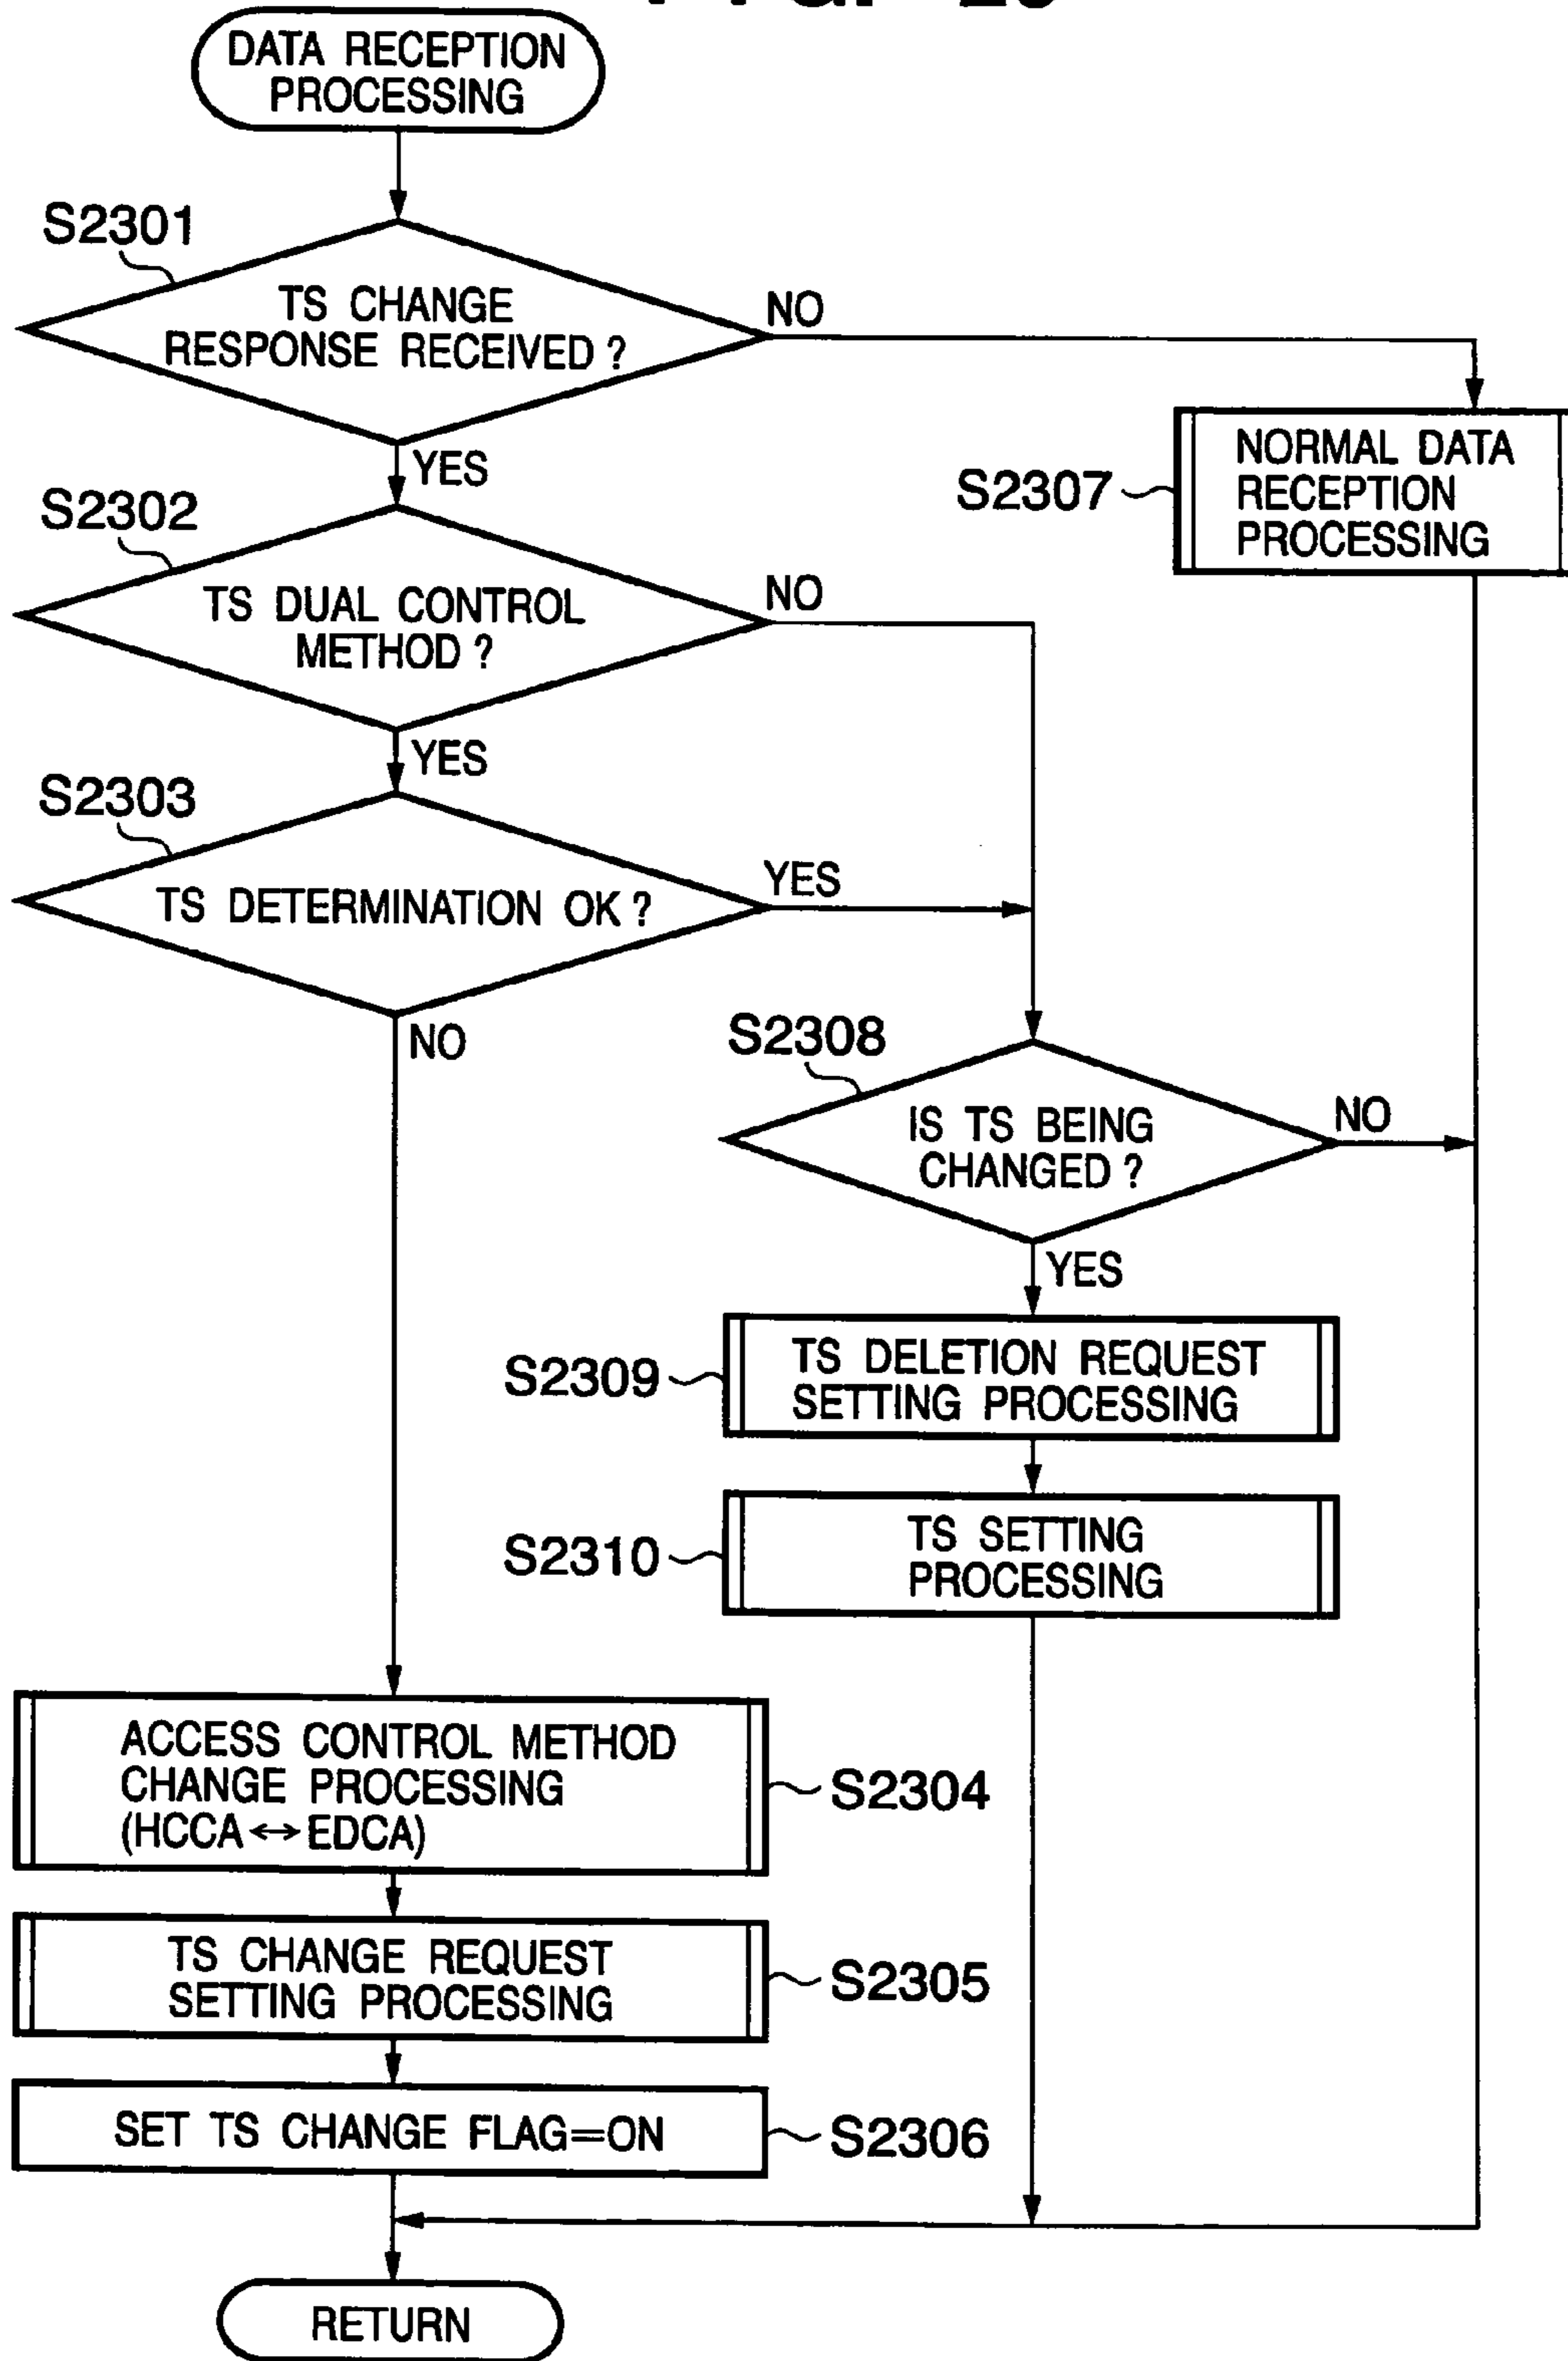 DATA RECEPTION
PROCESSING
S2301
TS CHANGE
RESPONSE RECEIVED ?
NO
YES
S2307
NORMAL DATA
RECEPTION
PROCESSING
S2302
TS DUAL CONTROL
METHOD ?
NO
YES
S2303
TS DETERMINATION OK ?
YES
NO
S2308
IS TS BEING
CHANGED ?
NO
YES
S2309
TS DELETION REQUEST
SETTING PROCESSING
S2310
TS SETTING
PROCESSING
ACCESS CONTROL METHOD
CHANGE PROCESSING
(HCCA ↔ EDCA)
S2304
TS CHANGE REQUEST
SETTING PROCESSING
S2305
SET TS CHANGE FLAG=ON
S2306
RETURN